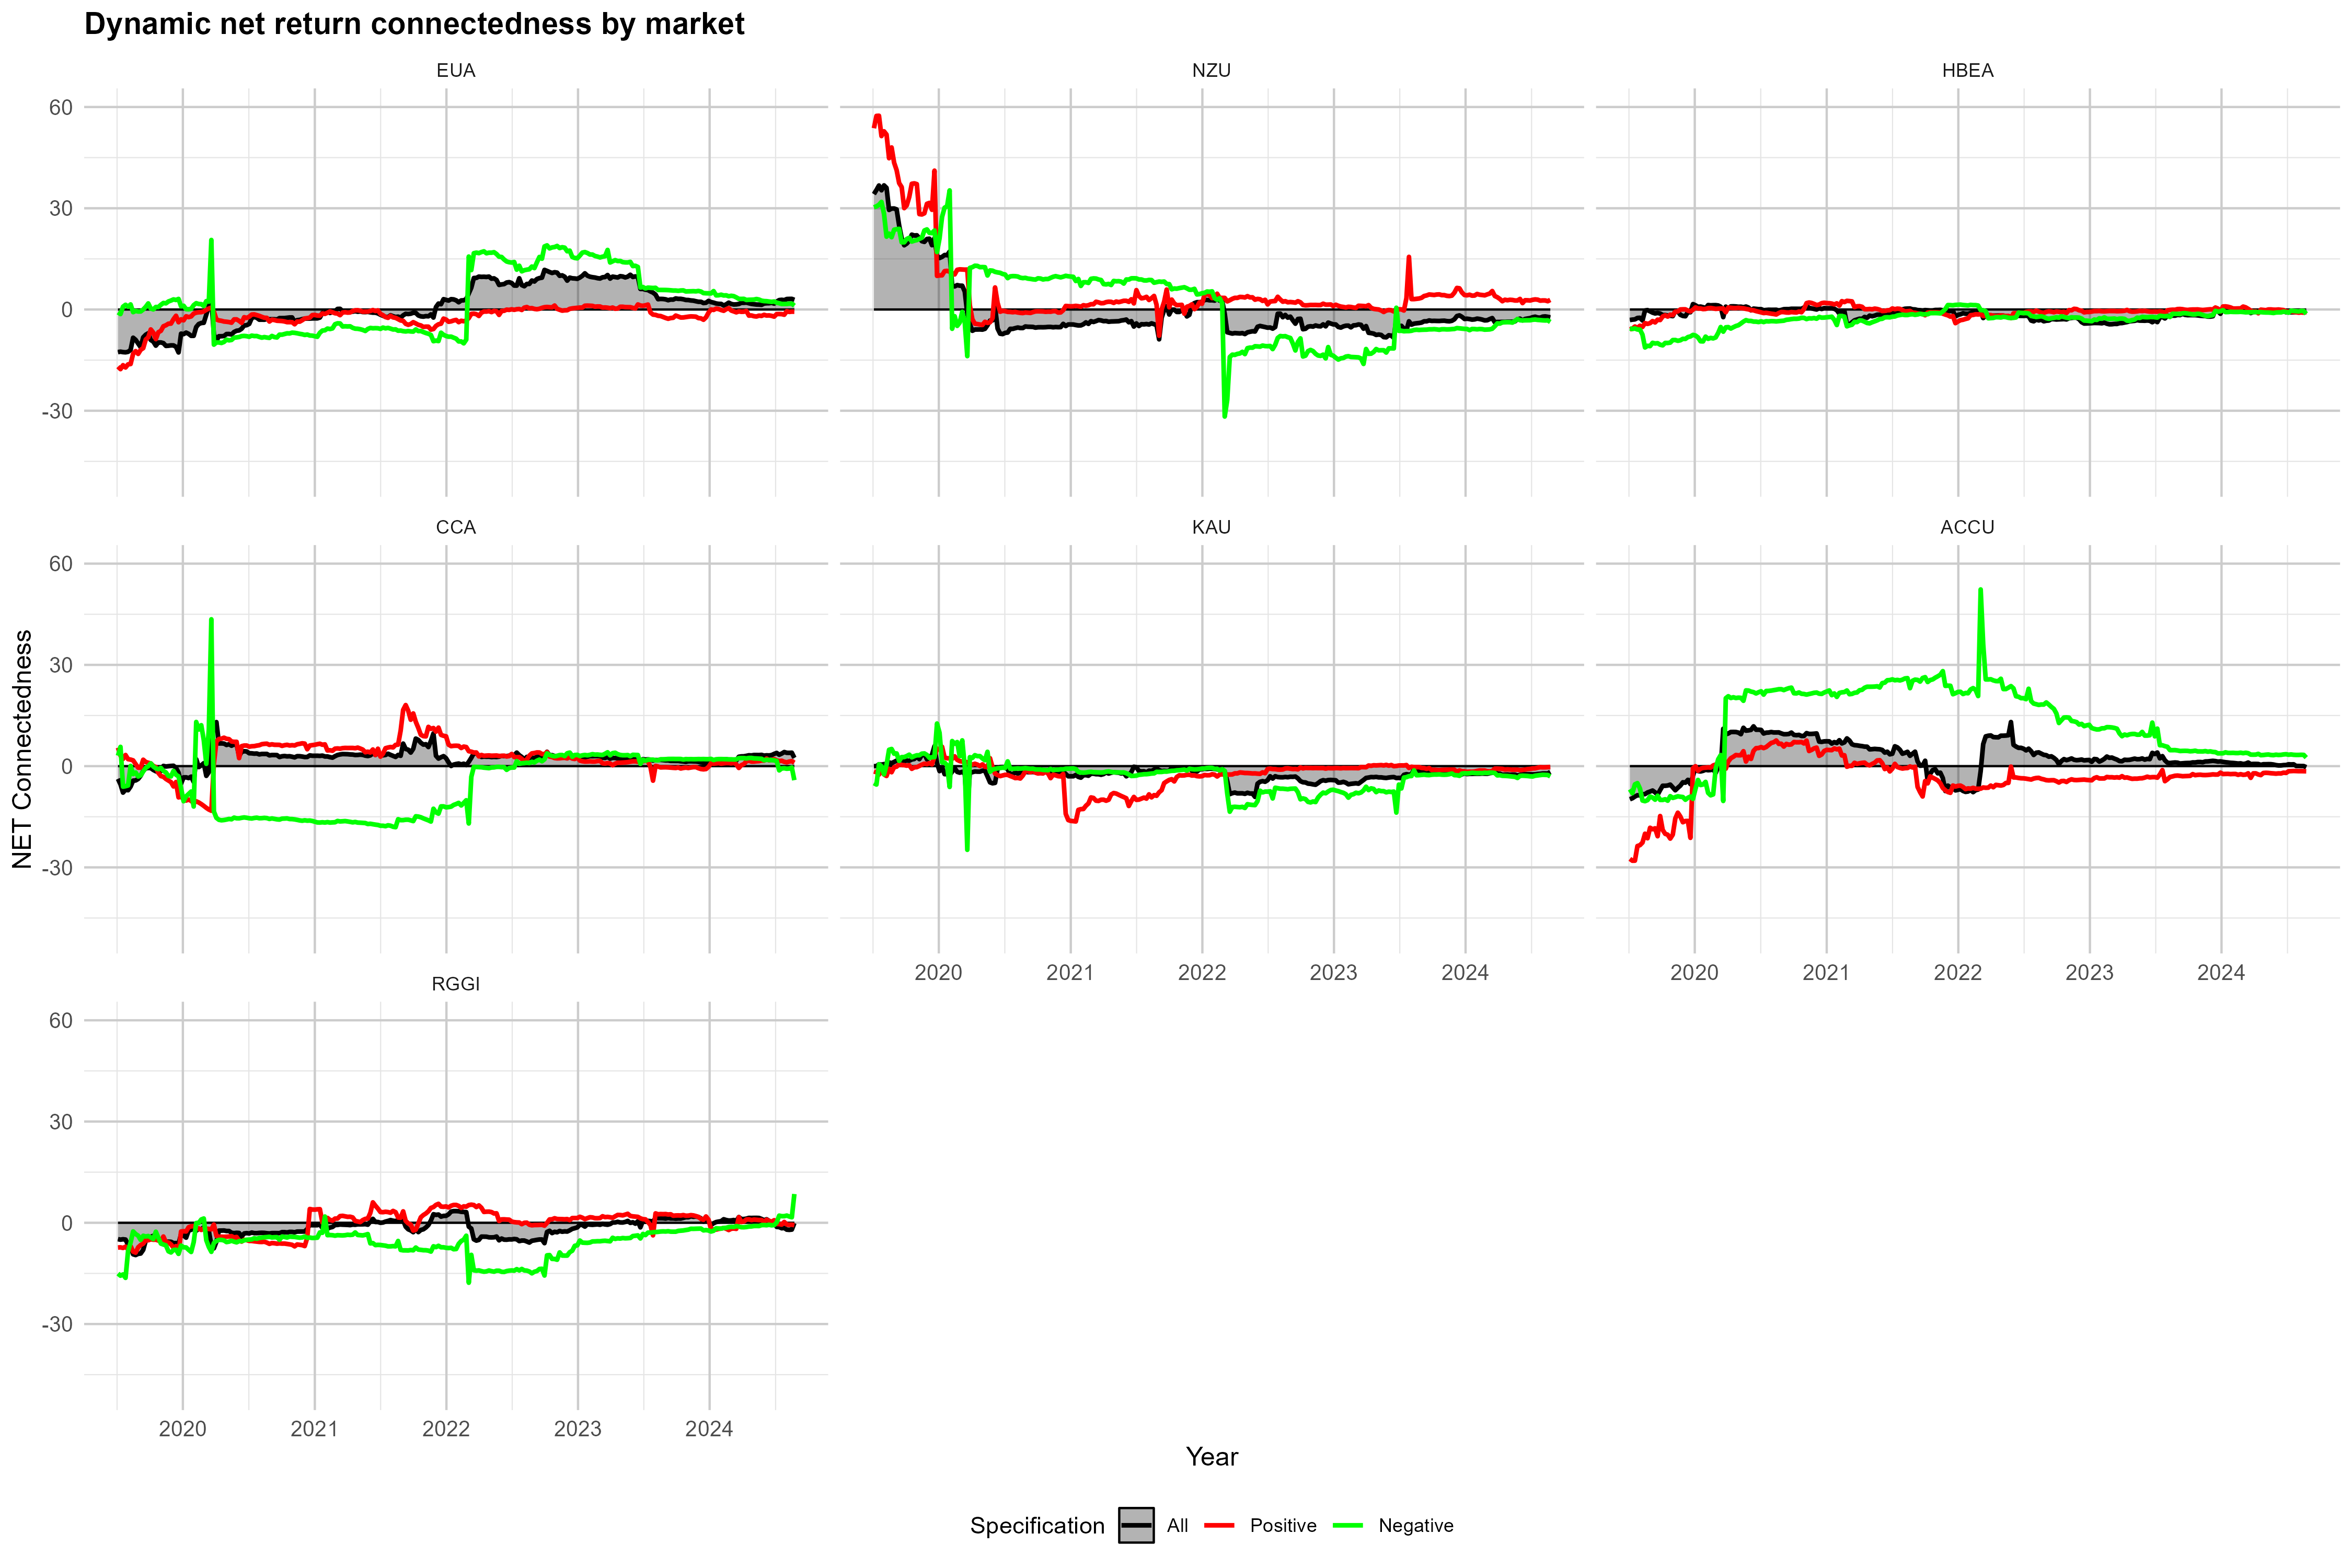 Dynamic net return connectedness by market
EUA NZU HBEA
60
30
0
-30
CCA KAU ACCU
60
30
0
-30
2020 2021 2022 2023 2024 2020 2021 2022 2023 2024
RGGI
60
30
0
-30
2020 2021 2022 2023 2024
NET Connectedness
Year
Specification All Positive Negative